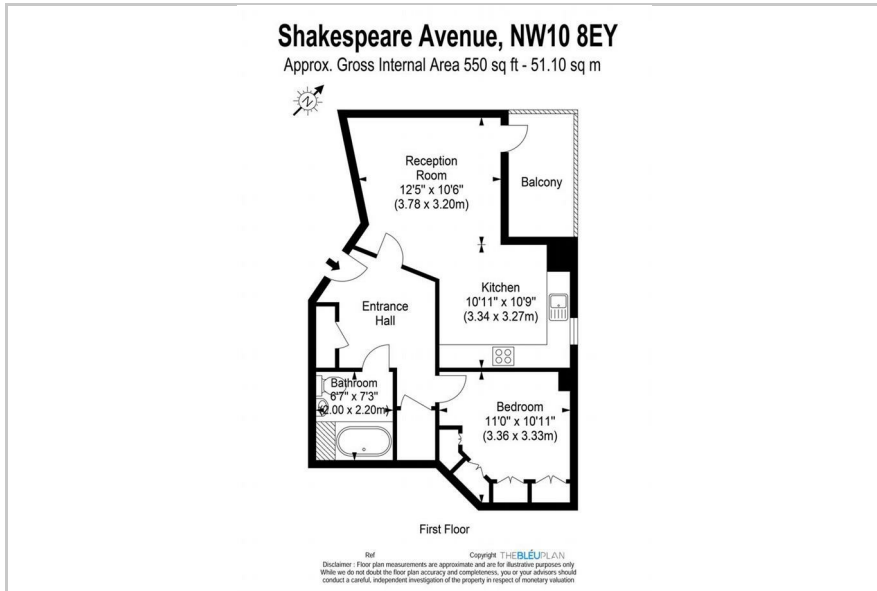 Shakespeare Avenue, NW10 8EY
Approx. Gross Internal Area 550 sq ft - 51.10 sq m
N
Reception
Room
12'5" x 10'6"
(3.78 x 3.20m)
Balcony
Kitchen
10'11" x 10'9"
(3.34 x 3.27m)
Entrance
Hall
Bathroom
6'7" x 7'3"
(2.00 x 2.20m)
Bedroom
11'0" x 10'11"
(3.36 x 3.33m)
First Floor
Ref
Copyright THEBLÉUPLAN
Disclaimer : Floor plan measurements are approximate and are for illustrative purposes only
While we do not doubt the floor plan accuracy and completeness, you or your advisors should
conduct a careful, independent investigation of the property in respect of monetary valuation